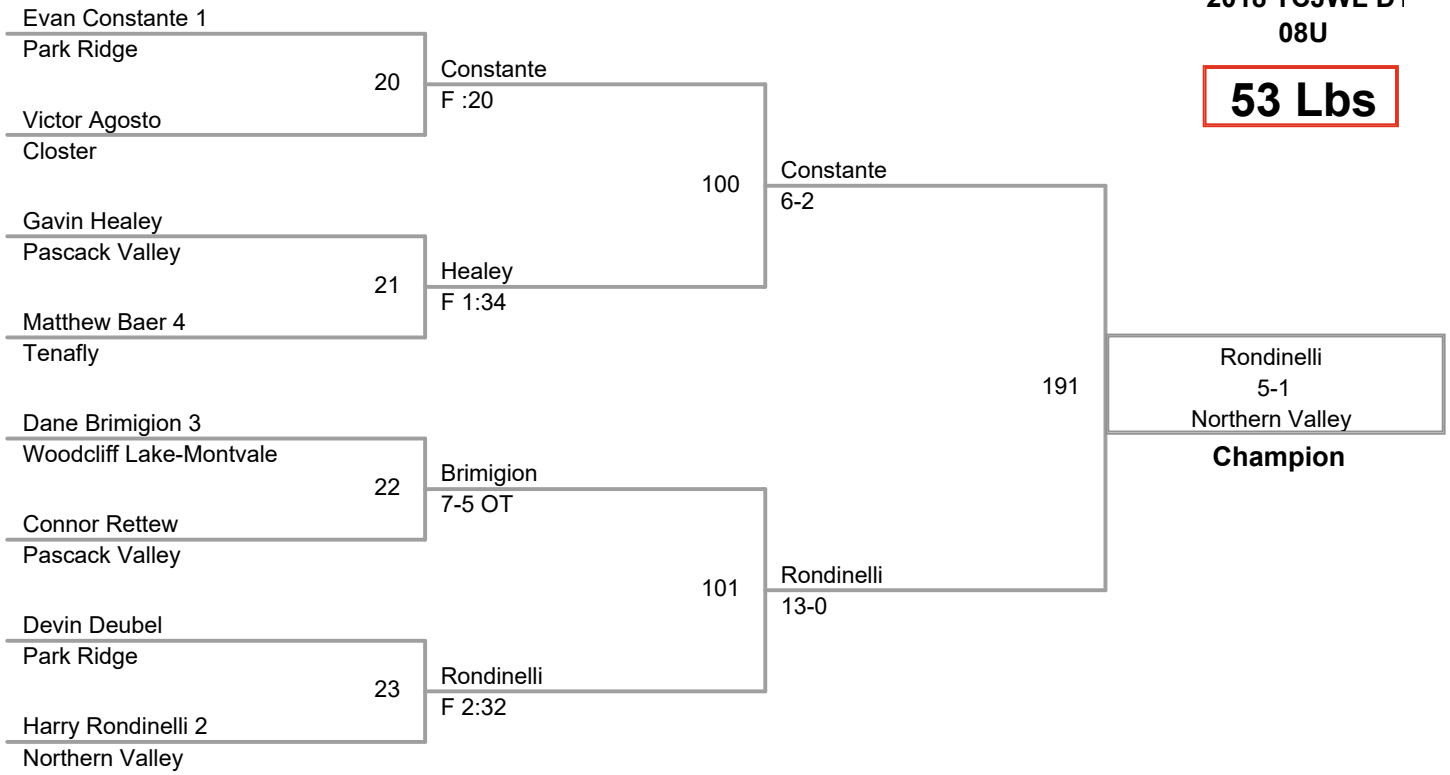 2018 TCJWL D1
08U
53 Lbs
Evan Constante 1
Park Ridge
20
Victor Agosto
Closter
Constante
F :20
Gavin Healey
Pascack Valley
21
Matthew Baer 4
Tenafly
Healey
F 1:34
100
Constante
6-2
Dane Brimigion 3
Woodcliff Lake-Montvale
22
Connor Rettew
Pascack Valley
Brimigion
7-5 OT
Devin Deubel
Park Ridge
23
Harry Rondinelli 2
Northern Valley
Rondinelli
F 2:32
101
Rondinelli
13-0
191
Rondinelli
5-1
Northern Valley
Champion